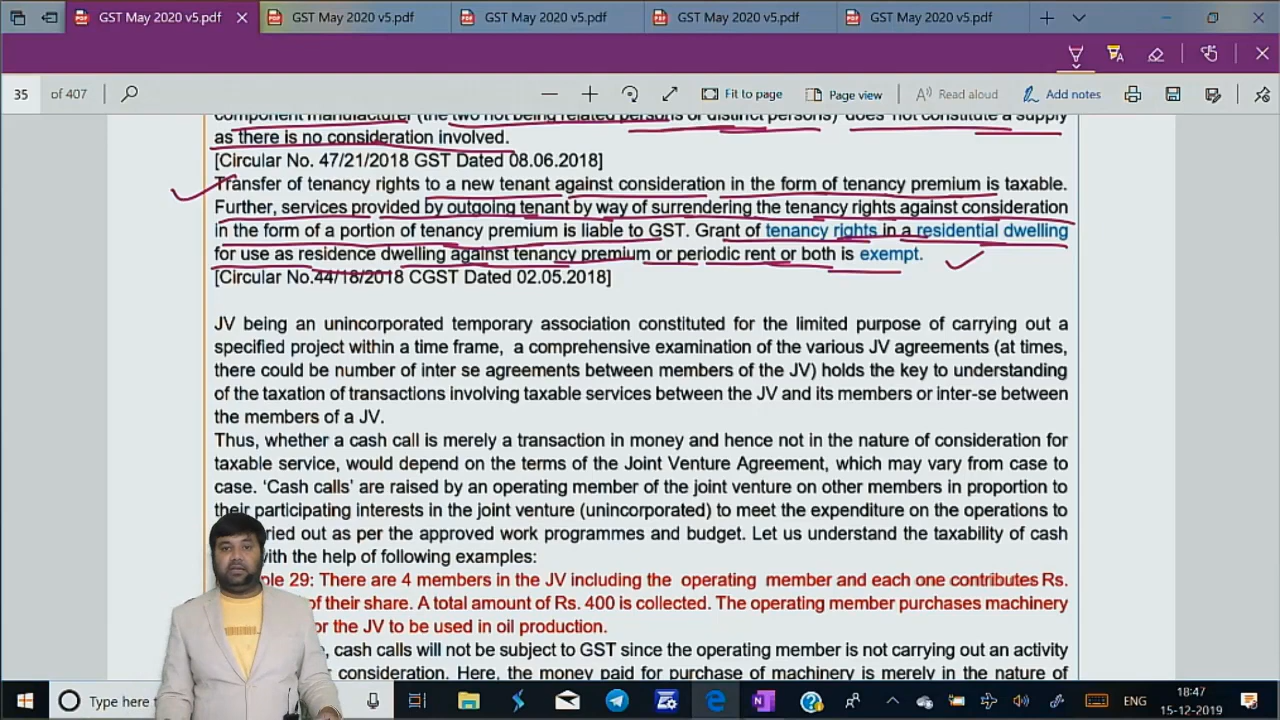 GST May 2020 v5.pdf
GST May 2020 v5.pdf
GST May 2020 v5.pdf
GST May 2020 v5.pdf
GST May 2020 v5.pdf
35 of 407
Fit to page
Page view
Read aloud
Add notes
component manufacturer (the two not being related persons or distinct persons) does not constitute a supply
as there is no consideration involved.
[Circular No. 47/21/2018 GST Dated 08.06.2018]
Transfer of tenancy rights to a new tenant against consideration in the form of tenancy premium is taxable.
Further, services provided by outgoing tenant by way of surrendering the tenancy rights against consideration
in the form of a portion of tenancy premium is liable to GST. Grant of tenancy rights in a residential dwelling
for use as residence dwelling against tenancy premium or periodic rent or both is exempt.
[Circular No.44/18/2018 CGST Dated 02.05.2018]
JV being an unincorporated temporary association constituted for the limited purpose of carrying out a
specified project within a time frame, a comprehensive examination of the various JV agreements (at times,
there could be number of inter se agreements between members of the JV) holds the key to understanding
of the taxation of transactions involving taxable services between the JV and its members or inter-se between
the members of a JV.
Thus, whether a cash call is merely a transaction in money and hence not in the nature of consideration for
taxable service, would depend on the terms of the Joint Venture Agreement, which may vary from case to
case. ‘Cash calls’ are raised by an operating member of the joint venture on other members in proportion to
their participating interests in the joint venture (unincorporated) to meet the expenditure on the operations to
ried out as per the approved work programmes and budget. Let us understand the taxability of cash
with the help of following examples:
ple 29: There are 4 members in the JV including the operating member and each one contributes Rs.
of their share. A total amount of Rs. 400 is collected. The operating member purchases machinery
or the JV to be used in oil production.
, cash calls will not be subject to GST since the operating member is not carrying out an activity
consideration. Here, the money paid for purchase of machinery is merely in the nature of
Type here
ENG
18:47
15-12-2019